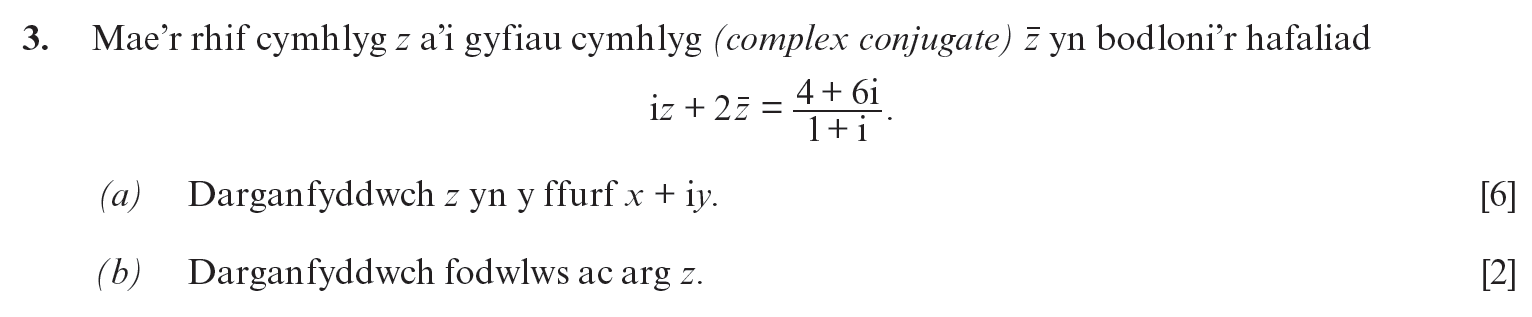 3. Mae'r rhif cymhlyg z a'i gyfiau cymhlyg (complex conjugate) z̄ yn bodloni'r hafaliad
iz + 2z̄ = (4 + 6i)/(1 + i).
(a) Darganfyddwch z yn y ffurf x + iy. [6]
(b) Darganfyddwch fodwlws ac arg z. [2]